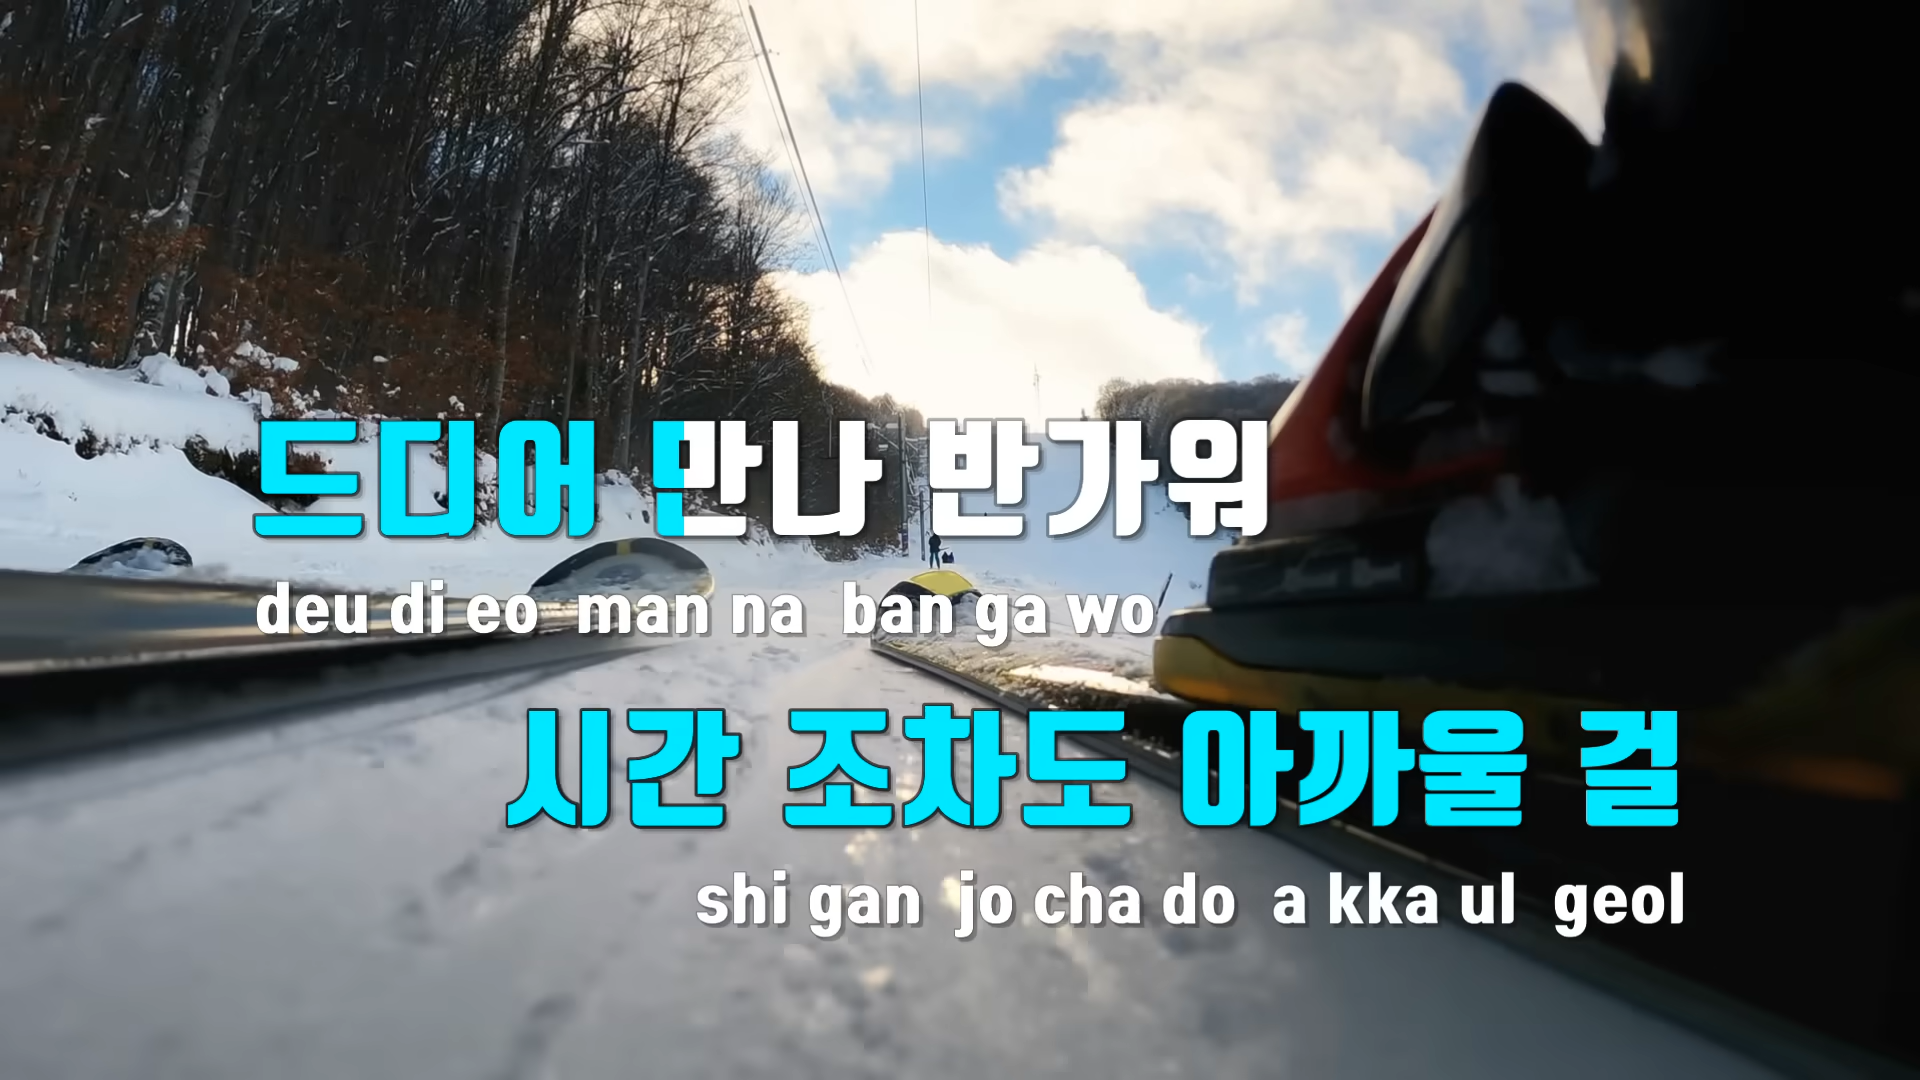 드디어 만나 반가워
deu di eo man na ban ga wo
시간 조차도 아까울 걸
shi gan jo cha do a kka ul geol